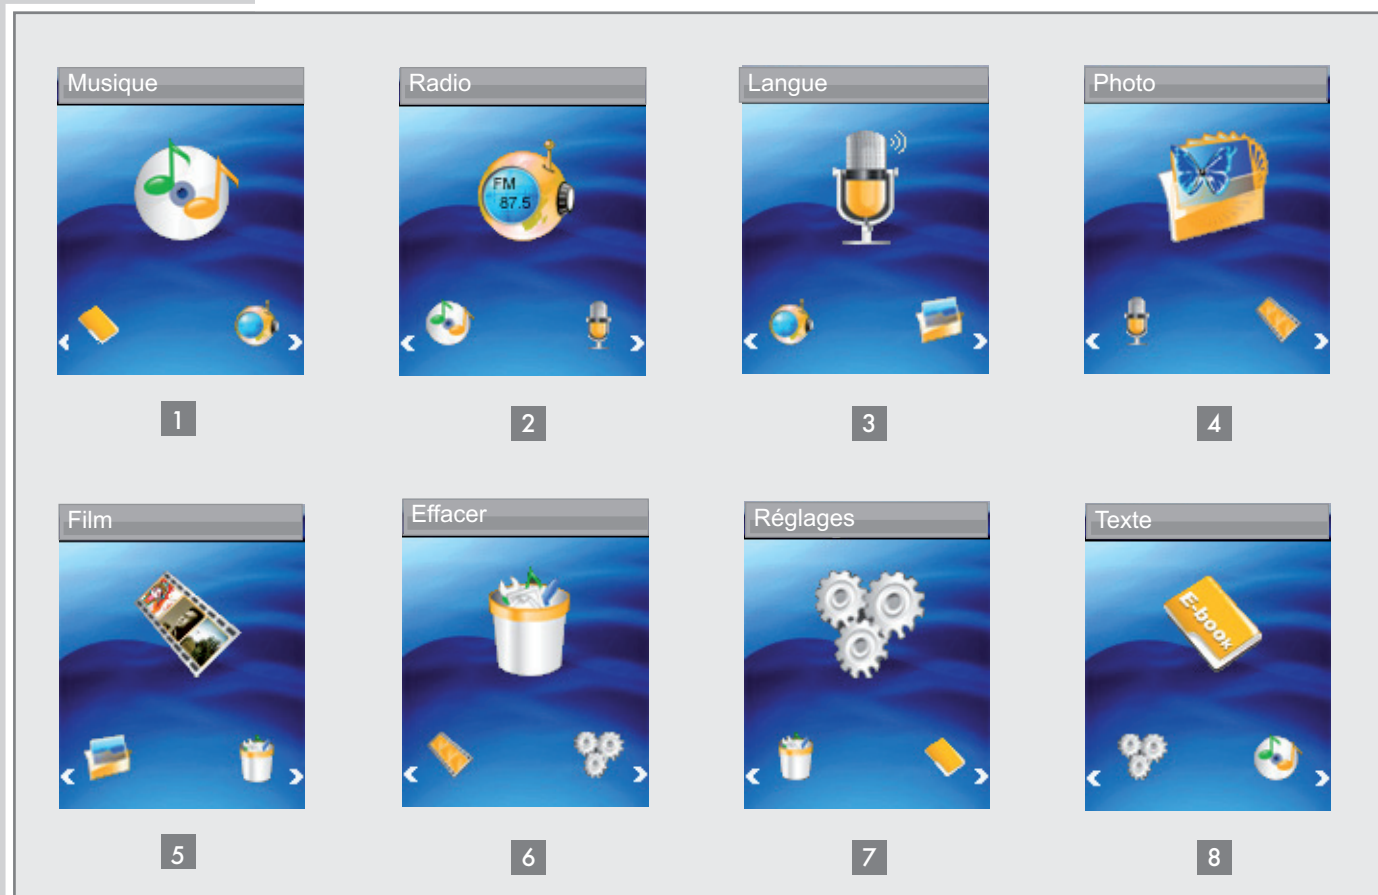 Musique
Radio
Langue
Photo
FM
87.5
1
2
3
4
Film
Effacer
Réglages
Texte
E-book
5
6
7
8